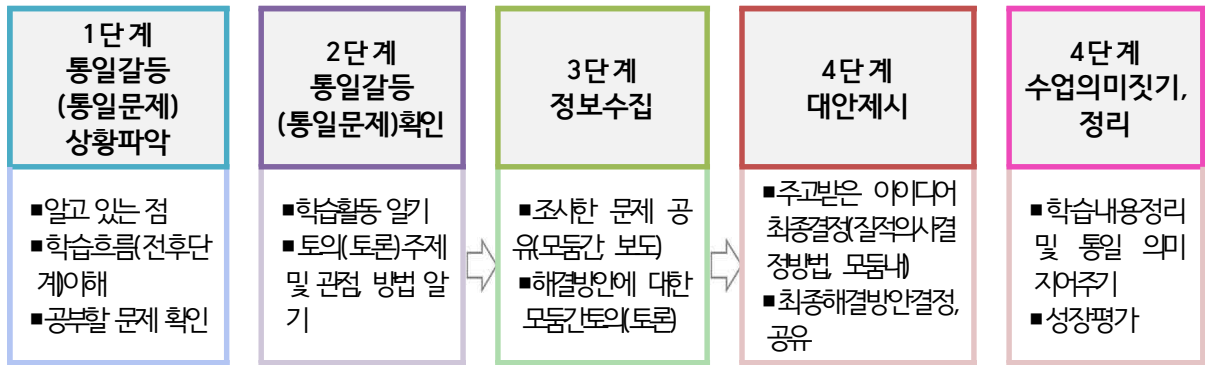 1단계
통일갈등
(통일문제)
상황파악
■알고 있는 점
■학습흐름(전후단
계)이해
■공부할 문제 확인
2단계
통일갈등
(통일문제)확인
■학습활동 알기
■토의(토론)주제
및 관점, 방법 알
기
3단계
정보수집
■조사한 문제 공
유(모둠간, 보도)
■해결방안에 대한
모둠간토의(토론)
4단계
대안제시
■주고받은 아이디어
최종결정(질적의사결
정방법, 모둠내)
■최종해결방안결정,
공유
4단계
수업의미짓기,
정리
■학습내용정리
및 통일 의미
지어주기
■성장평가